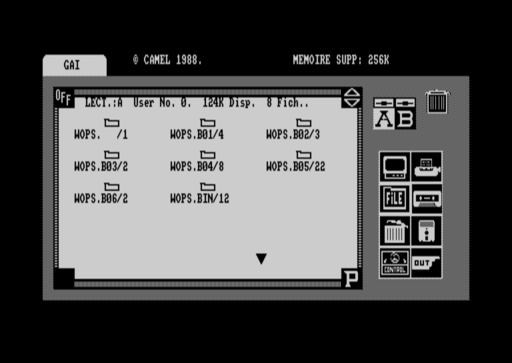 GAI
© CAMEL 1988.
MEMOIRE SUPP: 256K
OFF
LECT.:A User No. 0. 124K Disp. 8 Fich..
WOPS. /1 WOPS.B01/4 WOPS.B02/3
WOPS.B03/2 WOPS.B04/8 WOPS.B05/22
WOPS.B06/2 WOPS.BIN/12
P
A B
FILE
CONTROL
OUT